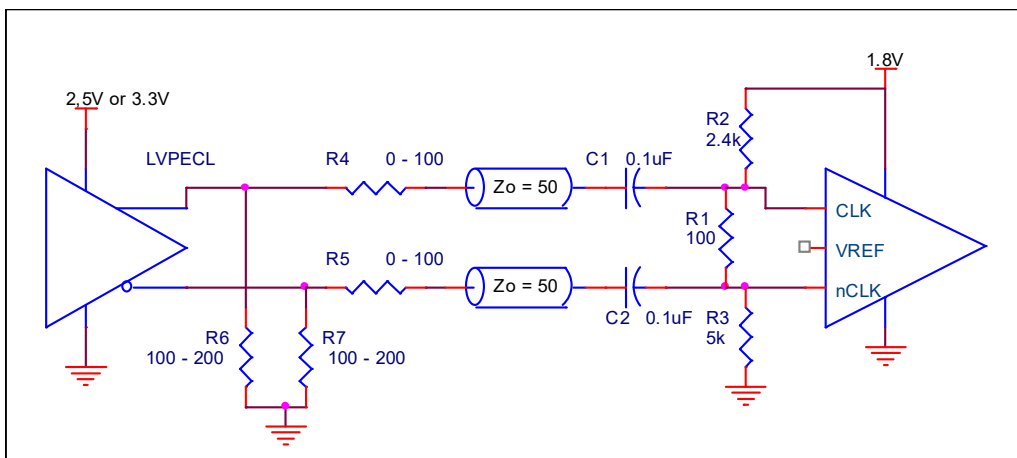 1.8V
2,5V or 3.3V
LVPECL
R4
0 - 100
C1
0.1uF
R2
2.4k
Zo = 50
CLK
R1
100
VREF
R5
0 - 100
Zo = 50
nCLK
C2
0.1uF
R3
5k
R6
100 - 200
R7
100 - 200